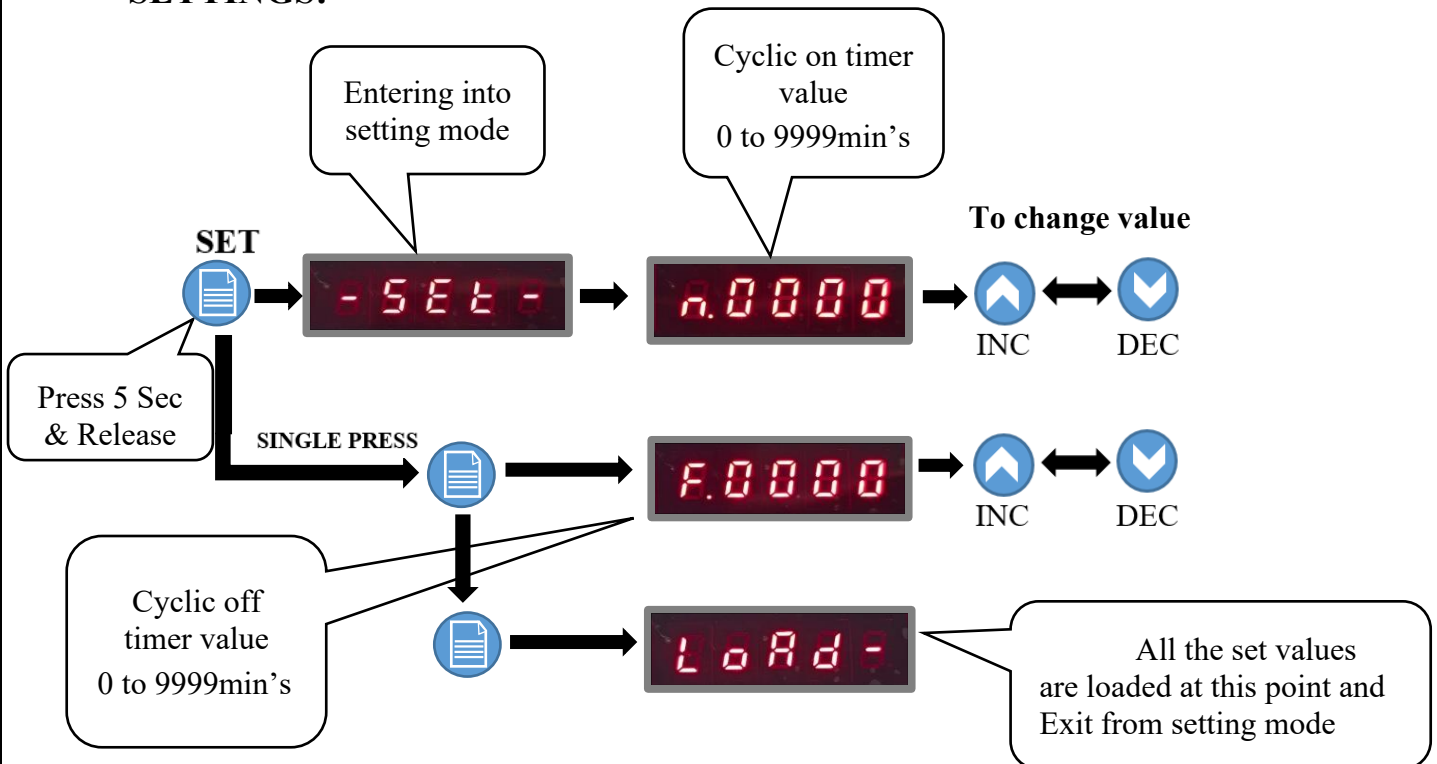 SETTINGS:
Entering into
setting mode
Cyclic on timer
value
0 to 9999min’s
To change value
SET
- SEt -
n.0000
INC
DEC
Press 5 Sec
& Release
SINGLE PRESS
F.0000
INC
DEC
Cyclic off
timer value
0 to 9999min’s
LoAd-
All the set values
are loaded at this point and
Exit from setting mode